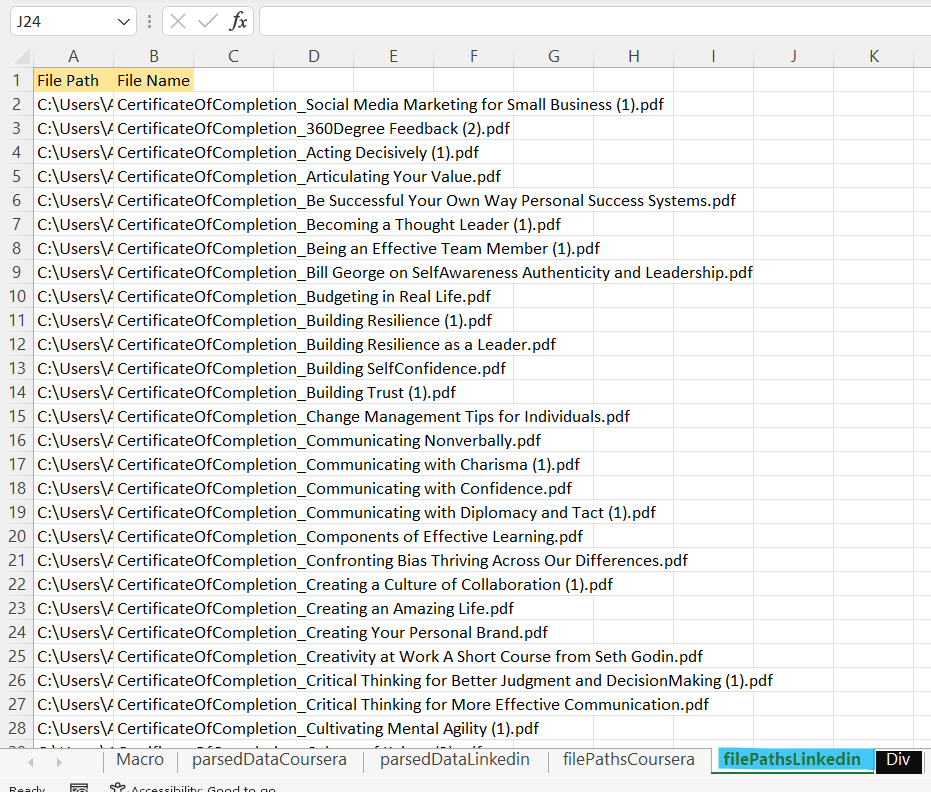 J24 fx
A B C D E F G H I J K
1 File Path File Name
2 C:\Users\A CertificateOfCompletion_Social Media Marketing for Small Business (1).pdf
3 C:\Users\A CertificateOfCompletion_360Degree Feedback (2).pdf
4 C:\Users\A CertificateOfCompletion_Acting Decisively (1).pdf
5 C:\Users\A CertificateOfCompletion_Articulating Your Value.pdf
6 C:\Users\A CertificateOfCompletion_Be Successful Your Own Way Personal Success Systems.pdf
7 C:\Users\A CertificateOfCompletion_Becoming a Thought Leader (1).pdf
8 C:\Users\A CertificateOfCompletion_Being an Effective Team Member (1).pdf
9 C:\Users\A CertificateOfCompletion_Bill George on SelfAwareness Authenticity and Leadership.pdf
10 C:\Users\A CertificateOfCompletion_Budgeting in Real Life.pdf
11 C:\Users\A CertificateOfCompletion_Building Resilience (1).pdf
12 C:\Users\A CertificateOfCompletion_Building Resilience as a Leader.pdf
13 C:\Users\A CertificateOfCompletion_Building SelfConfidence.pdf
14 C:\Users\A CertificateOfCompletion_Building Trust (1).pdf
15 C:\Users\A CertificateOfCompletion_Change Management Tips for Individuals.pdf
16 C:\Users\A CertificateOfCompletion_Communicating Nonverbally.pdf
17 C:\Users\A CertificateOfCompletion_Communicating with Charisma (1).pdf
18 C:\Users\A CertificateOfCompletion_Communicating with Confidence.pdf
19 C:\Users\A CertificateOfCompletion_Communicating with Diplomacy and Tact (1).pdf
20 C:\Users\A CertificateOfCompletion_Components of Effective Learning.pdf
21 C:\Users\A CertificateOfCompletion_Confronting Bias Thriving Across Our Differences.pdf
22 C:\Users\A CertificateOfCompletion_Creating a Culture of Collaboration (1).pdf
23 C:\Users\A CertificateOfCompletion_Creating an Amazing Life.pdf
24 C:\Users\A CertificateOfCompletion_Creating Your Personal Brand.pdf
25 C:\Users\A CertificateOfCompletion_Creativity at Work A Short Course from Seth Godin.pdf
26 C:\Users\A CertificateOfCompletion_Critical Thinking for Better Judgment and DecisionMaking (1).pdf
27 C:\Users\A CertificateOfCompletion_Critical Thinking for More Effective Communication.pdf
28 C:\Users\A CertificateOfCompletion_Cultivating Mental Agility (1).pdf
Macro parsedDataCoursera parsedDataLinkedin filePathsCoursera filePathsLinkedin Div
Ready Accessibility: Good to go